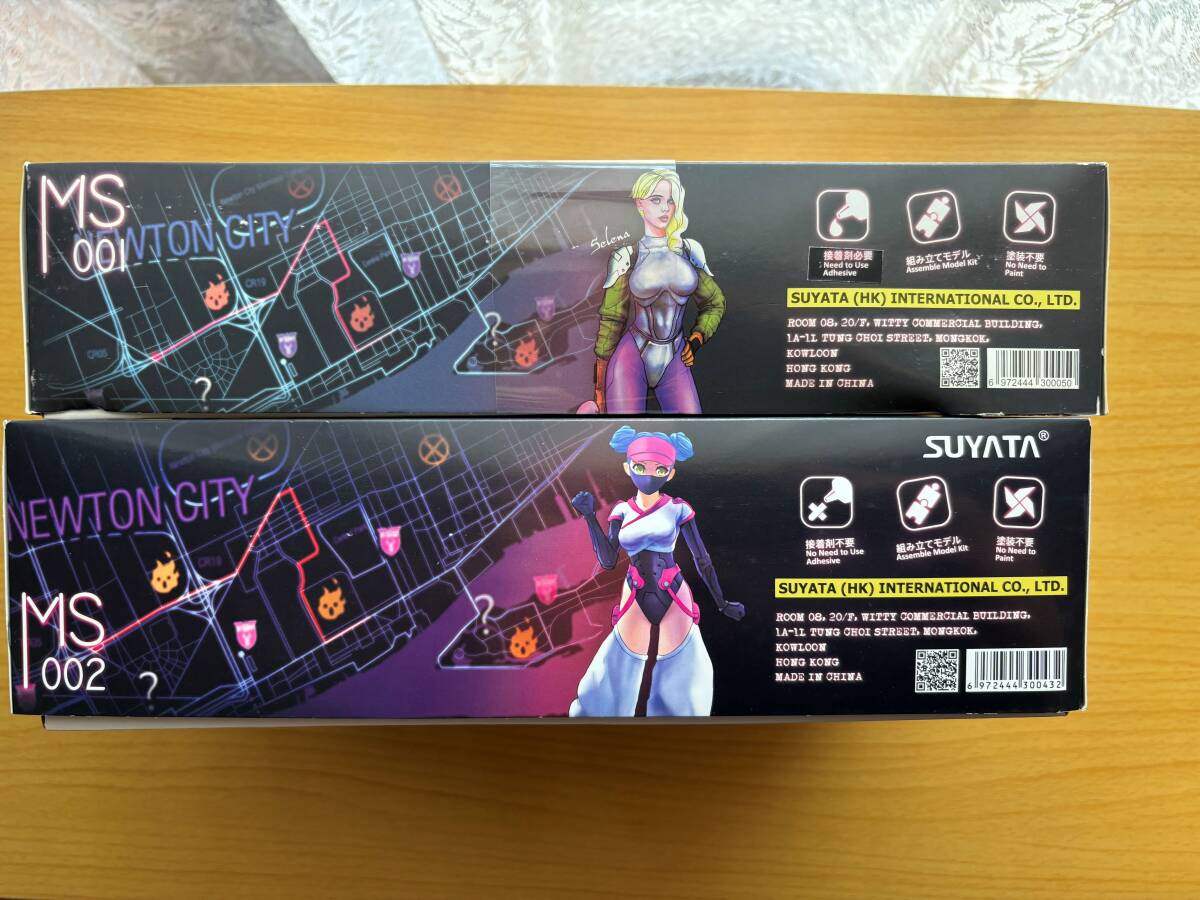 MS
001
NEWTON CITY
CR19
CR05
?
?
Selena
接着剤必要
Need to Use
Adhesive
組み立てモデル
Assemble Model Kit
塗装不要
No Need to
Paint
SUYATA (HK) INTERNATIONAL CO., LTD.
ROOM 08, 20/F, WITTY COMMERCIAL BUILDING,
1A-1L TUNG CHOI STREET, MONGKOK,
KOWLOON
HONG KONG
MADE IN CHINA
6 972444 300050
NEWTON CITY
CR19
MS
002
?
?
SUYATA®
接着剤不要
No Need to Use
Adhesive
組み立てモデル
Assemble Model Kit
塗装不要
No Need to
Paint
SUYATA (HK) INTERNATIONAL CO., LTD.
ROOM 08, 20/F, WITTY COMMERCIAL BUILDING,
1A-1L TUNG CHOI STREET, MONGKOK,
KOWLOON
HONG KONG
MADE IN CHINA
6 972444 300432